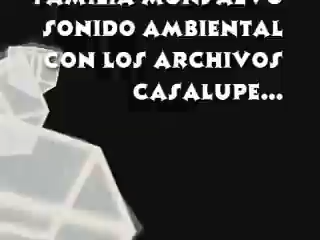 FAMILIA MONSALVO
SONIDO AMBIENTAL
CON LOS ARCHIVOS
CASALUPE...